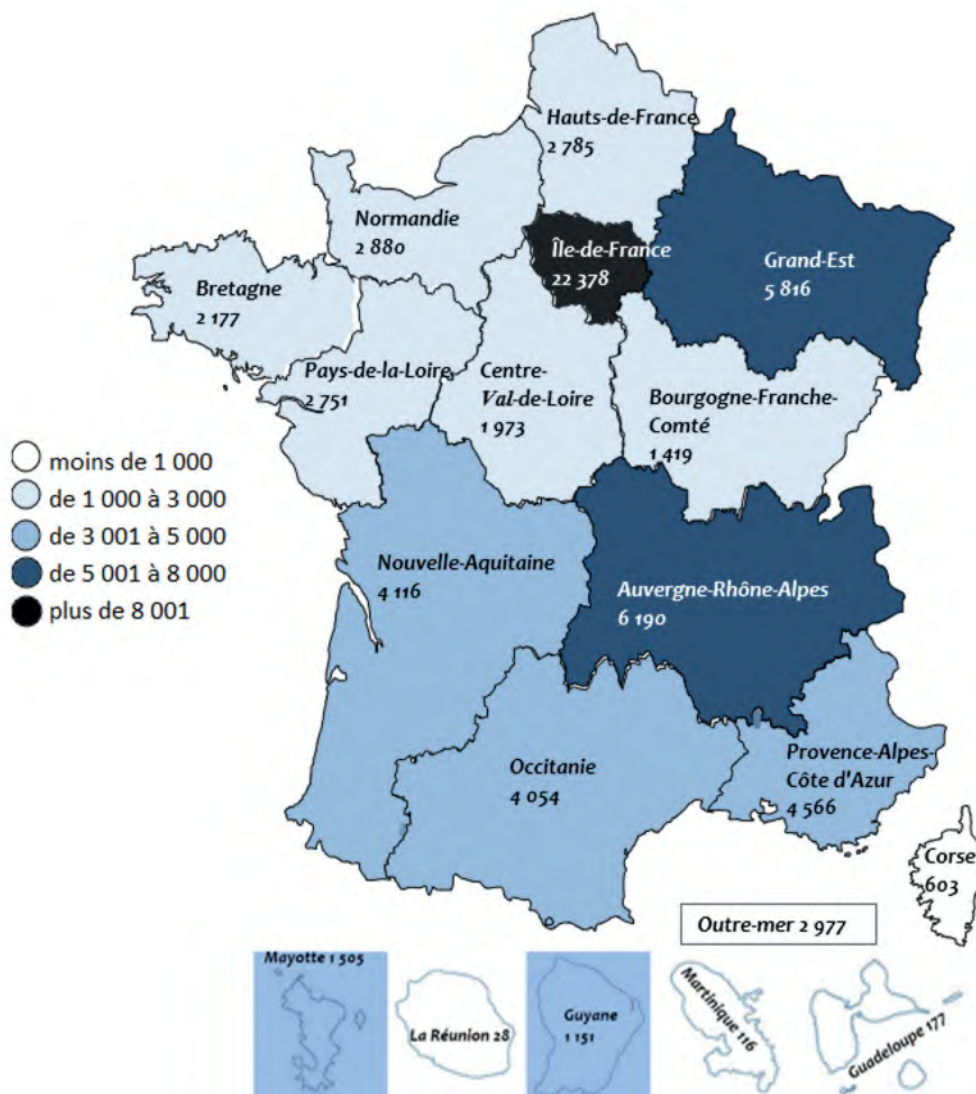 Hauts-de-France
2 785
Normandie
2 880
Île-de-France
22 378
Grand-Est
5 816
Bretagne
2 177
Pays-de-la-Loire
2 751
Centre-
Val-de-Loire
1 973
Bourgogne-Franche-
Comté
1 419
moins de 1 000
de 1 000 à 3 000
de 3 001 à 5 000
de 5 001 à 8 000
plus de 8 001
Nouvelle-Aquitaine
4 116
Auvergne-Rhône-Alpes
6 190
Occitanie
4 054
Provence-Alpes-
Côte d'Azur
4 566
Corse
603
Outre-mer 2 977
Mayotte 1 505
La Réunion 28
Guyane
1 151
Martinique 116
Guadeloupe 177